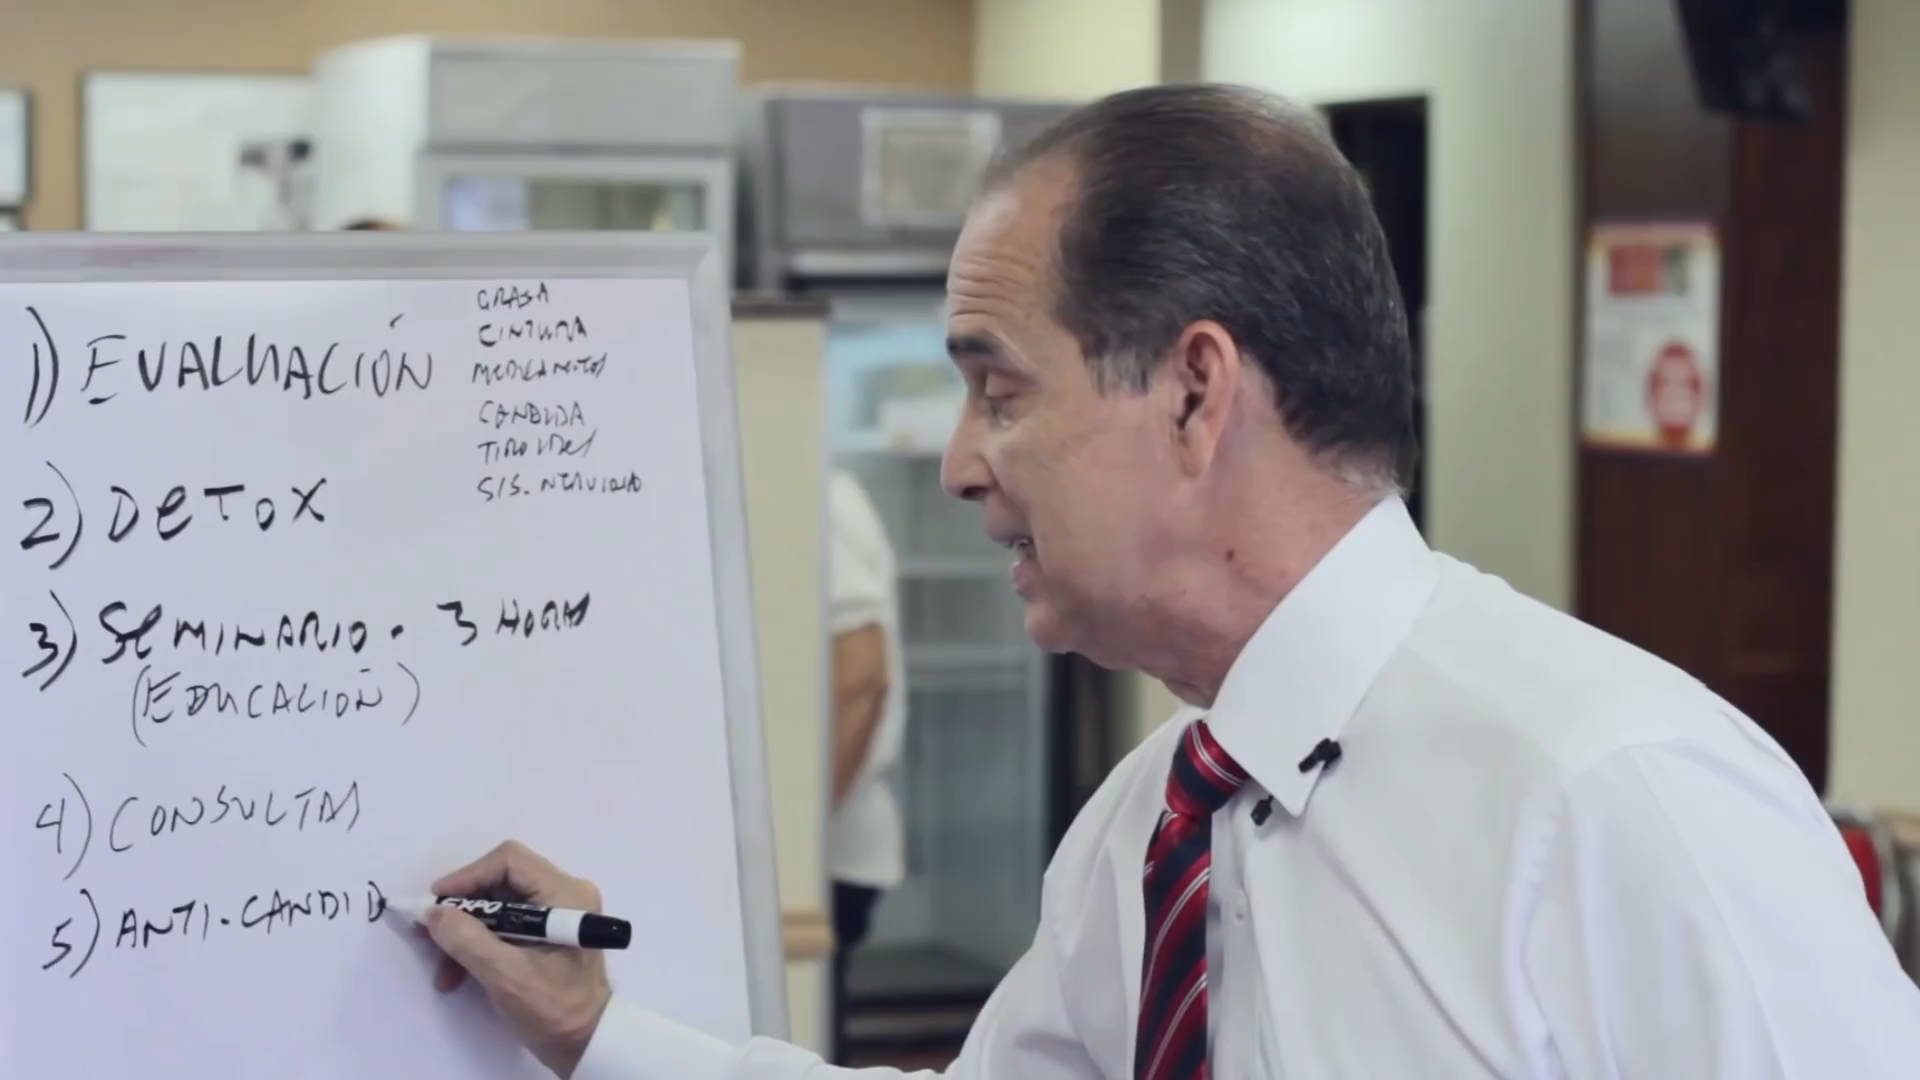 1) EVALUACIÓN
GRASA
CINTURA
MEDICAMENTOS
CANDIDA
TIROIDES
SIS. NERVIOSO
2) DETOX
3) SEMINARIO. 3 HORAS
(EDUCACIÓN)
4) CONSULTAS
5) ANTI-CANDID
EXPO